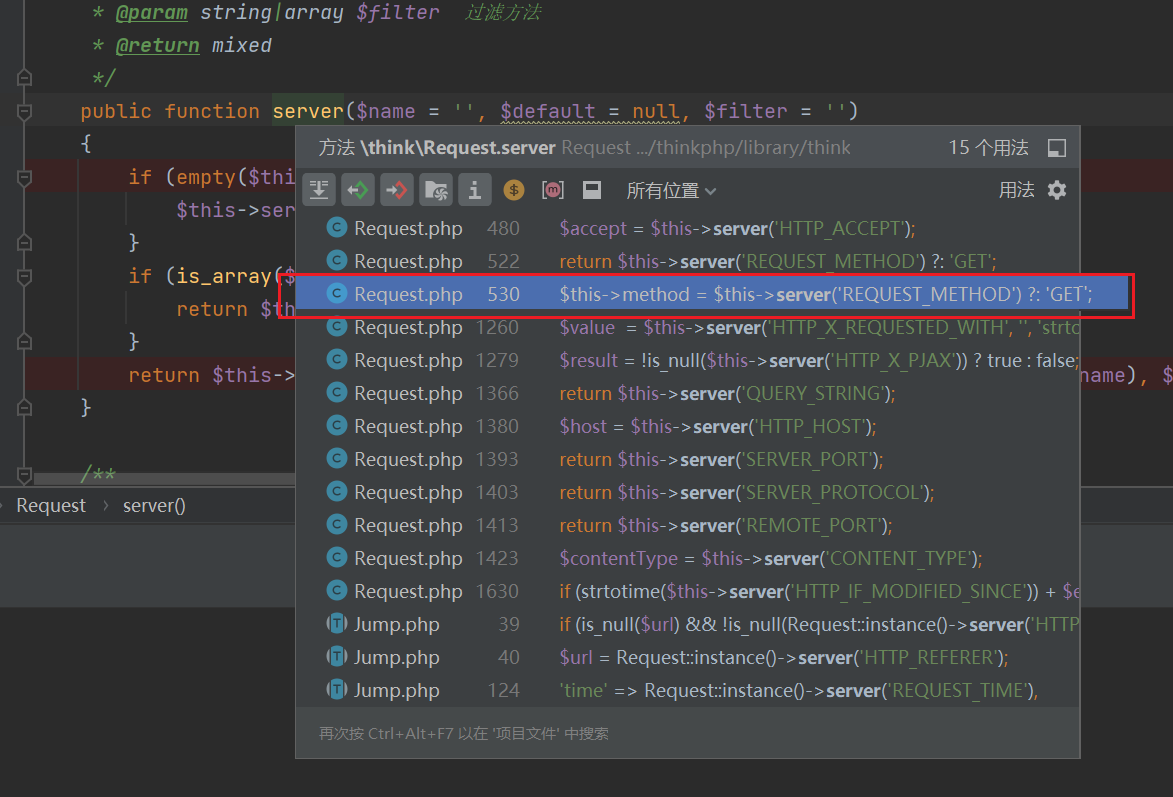 * @param string|array $filter 过滤方法
* @return mixed
*/
public function server($name = '', $default = null, $filter = '')
{
if (empty($thi
$this->ser
}
if (is_array($
return $th
}
return $this-> name), $
}
/**
Request › server()
方法 \think\Request.server Request .../thinkphp/library/think 15 个用法
所有位置 用法
Request.php 480 $accept = $this->server('HTTP_ACCEPT');
Request.php 522 return $this->server('REQUEST_METHOD') ?: 'GET';
Request.php 530 $this->method = $this->server('REQUEST_METHOD') ?: 'GET';
Request.php 1260 $value = $this->server('HTTP_X_REQUESTED_WITH', '', 'strto
Request.php 1279 $result = !is_null($this->server('HTTP_X_PJAX')) ? true : false;
Request.php 1366 return $this->server('QUERY_STRING');
Request.php 1380 $host = $this->server('HTTP_HOST');
Request.php 1393 return $this->server('SERVER_PORT');
Request.php 1403 return $this->server('SERVER_PROTOCOL');
Request.php 1413 return $this->server('REMOTE_PORT');
Request.php 1423 $contentType = $this->server('CONTENT_TYPE');
Request.php 1630 if (strtotime($this->server('HTTP_IF_MODIFIED_SINCE')) + $e
Jump.php 39 if (is_null($url) && !is_null(Request::instance()->server('HTTP
Jump.php 40 $url = Request::instance()->server('HTTP_REFERER');
Jump.php 124 'time' => Request::instance()->server('REQUEST_TIME'),
再次按 Ctrl+Alt+F7 以在 '项目文件' 中搜索